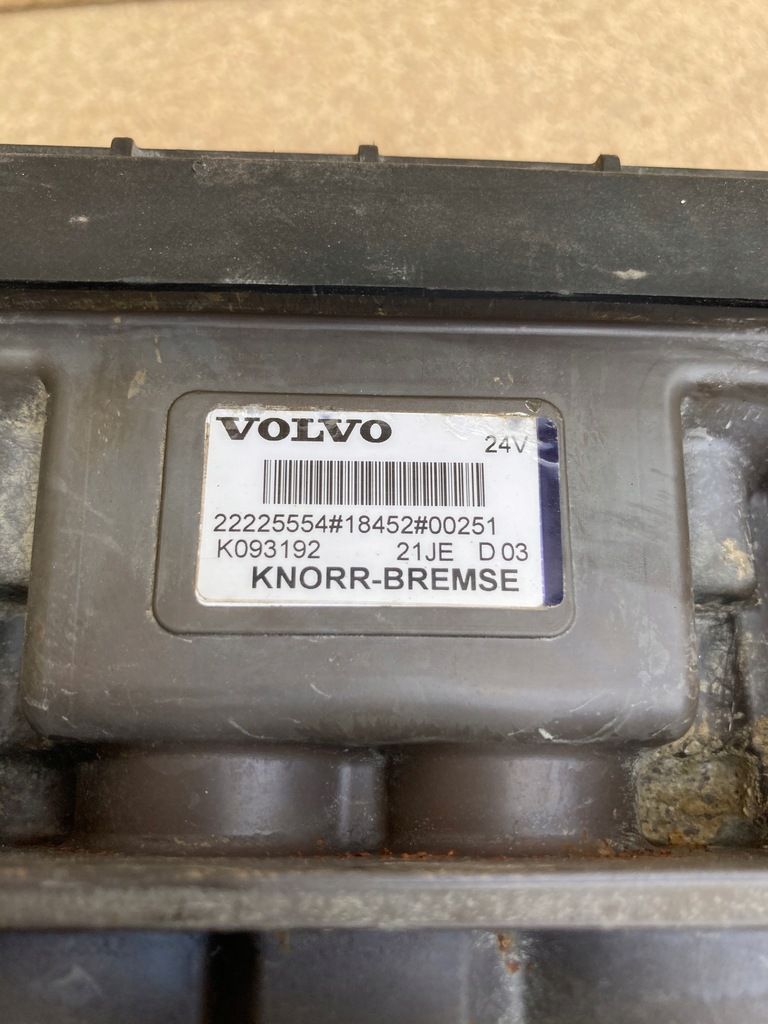 VOLVO
24V
22225554#18452#00251
K093192 21JE D 03
KNORR-BREMSE